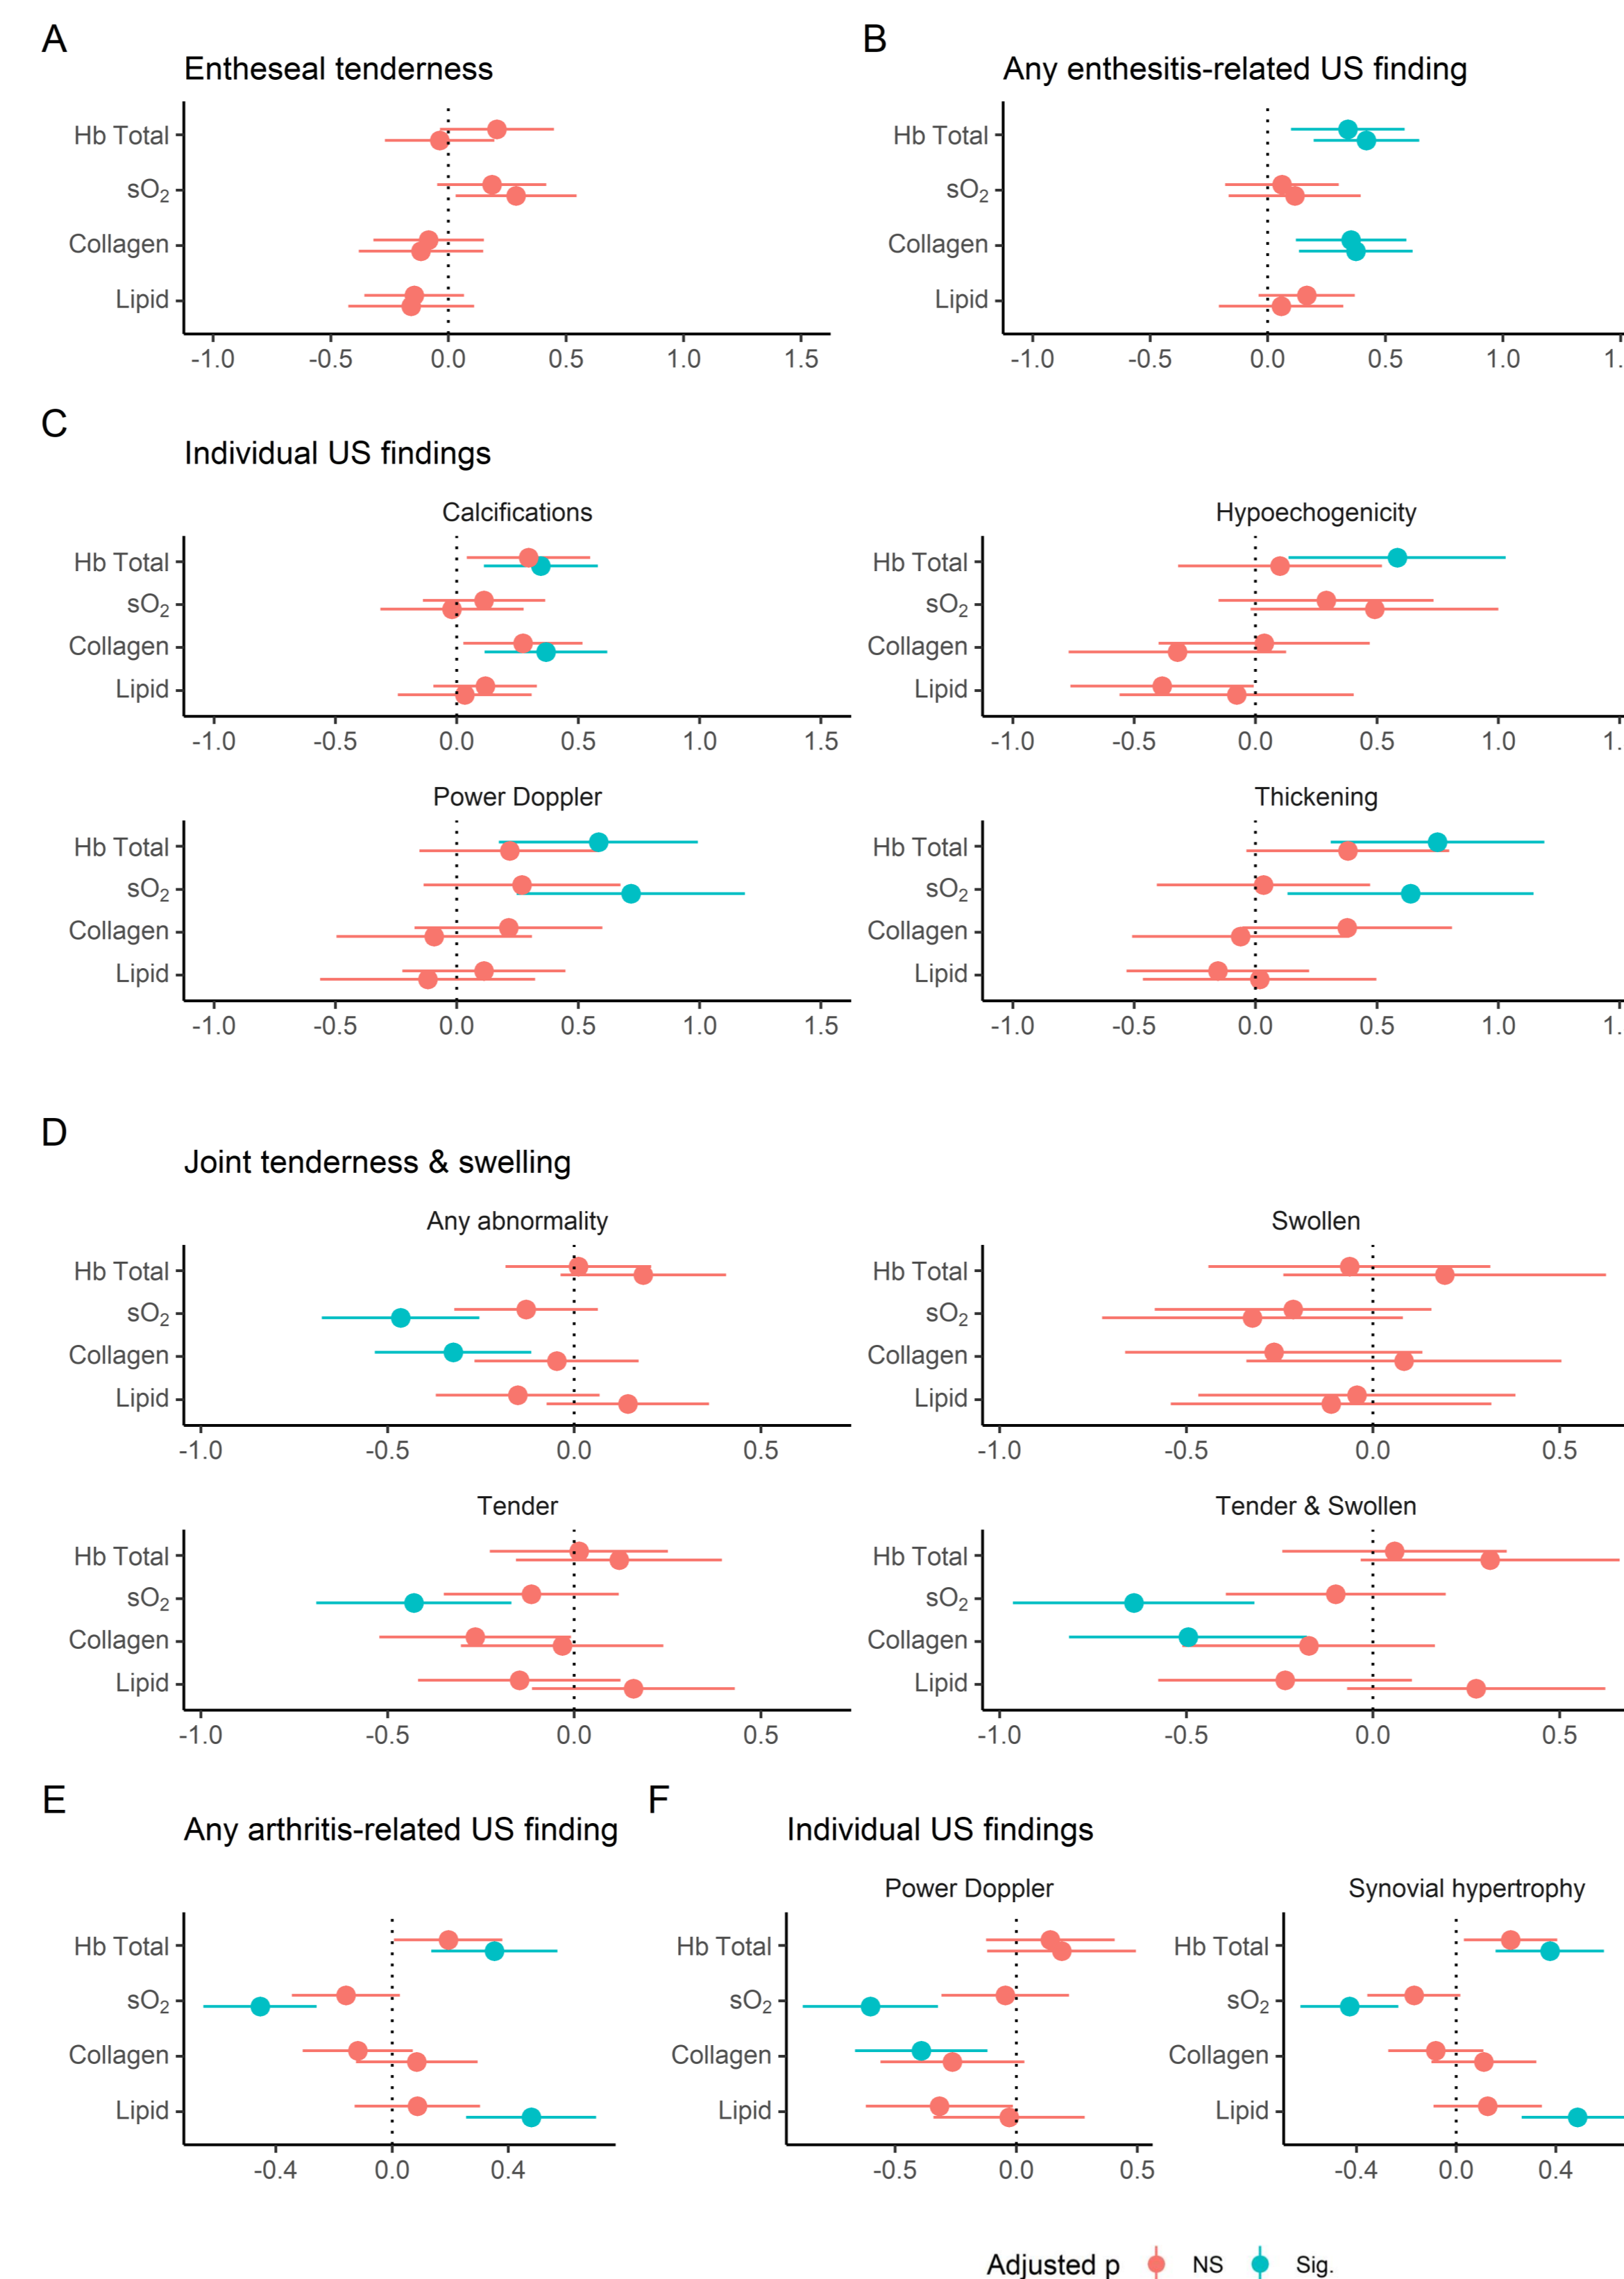 A
B
Entheseal tenderness
Any enthesitis-related US finding
Hb Total
sO₂
Collagen
Lipid
-1.0 -0.5 0.0 0.5 1.0 1.5
Hb Total
sO₂
Collagen
Lipid
-1.0 -0.5 0.0 0.5 1.0 1.
C
Individual US findings
Calcifications
Hb Total
sO₂
Collagen
Lipid
-1.0 -0.5 0.0 0.5 1.0 1.5
Hypoechogenicity
Hb Total
sO₂
Collagen
Lipid
-1.0 -0.5 0.0 0.5 1.0 1.
Power Doppler
Hb Total
sO₂
Collagen
Lipid
-1.0 -0.5 0.0 0.5 1.0 1.5
Thickening
Hb Total
sO₂
Collagen
Lipid
-1.0 -0.5 0.0 0.5 1.0 1.
D
Joint tenderness & swelling
Any abnormality
Hb Total
sO₂
Collagen
Lipid
-1.0 -0.5 0.0 0.5
Swollen
Hb Total
sO₂
Collagen
Lipid
-1.0 -0.5 0.0 0.5
Tender
Hb Total
sO₂
Collagen
Lipid
-1.0 -0.5 0.0 0.5
Tender & Swollen
Hb Total
sO₂
Collagen
Lipid
-1.0 -0.5 0.0 0.5
E
Any arthritis-related US finding
Hb Total
sO₂
Collagen
Lipid
-0.4 0.0 0.4
F
Individual US findings
Power Doppler
Hb Total
sO₂
Collagen
Lipid
-0.5 0.0 0.5
Synovial hypertrophy
Hb Total
sO₂
Collagen
Lipid
-0.4 0.0 0.4
Adjusted p NS Sig.